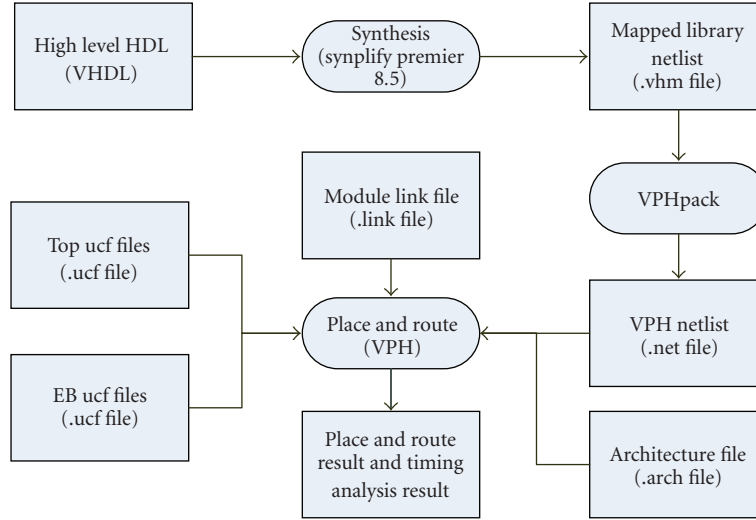 High level HDL
(VHDL)
Synthesis
(synplify premier
8.5)
Mapped library
netlist
(.vhm file)
Module link file
(.link file)
VPHpack
Top ucf files
(.ucf file)
Place and route
(VPH)
VPH netlist
(.net file)
EB ucf files
(.ucf file)
Place and route
result and timing
analysis result
Architecture file
(.arch file)